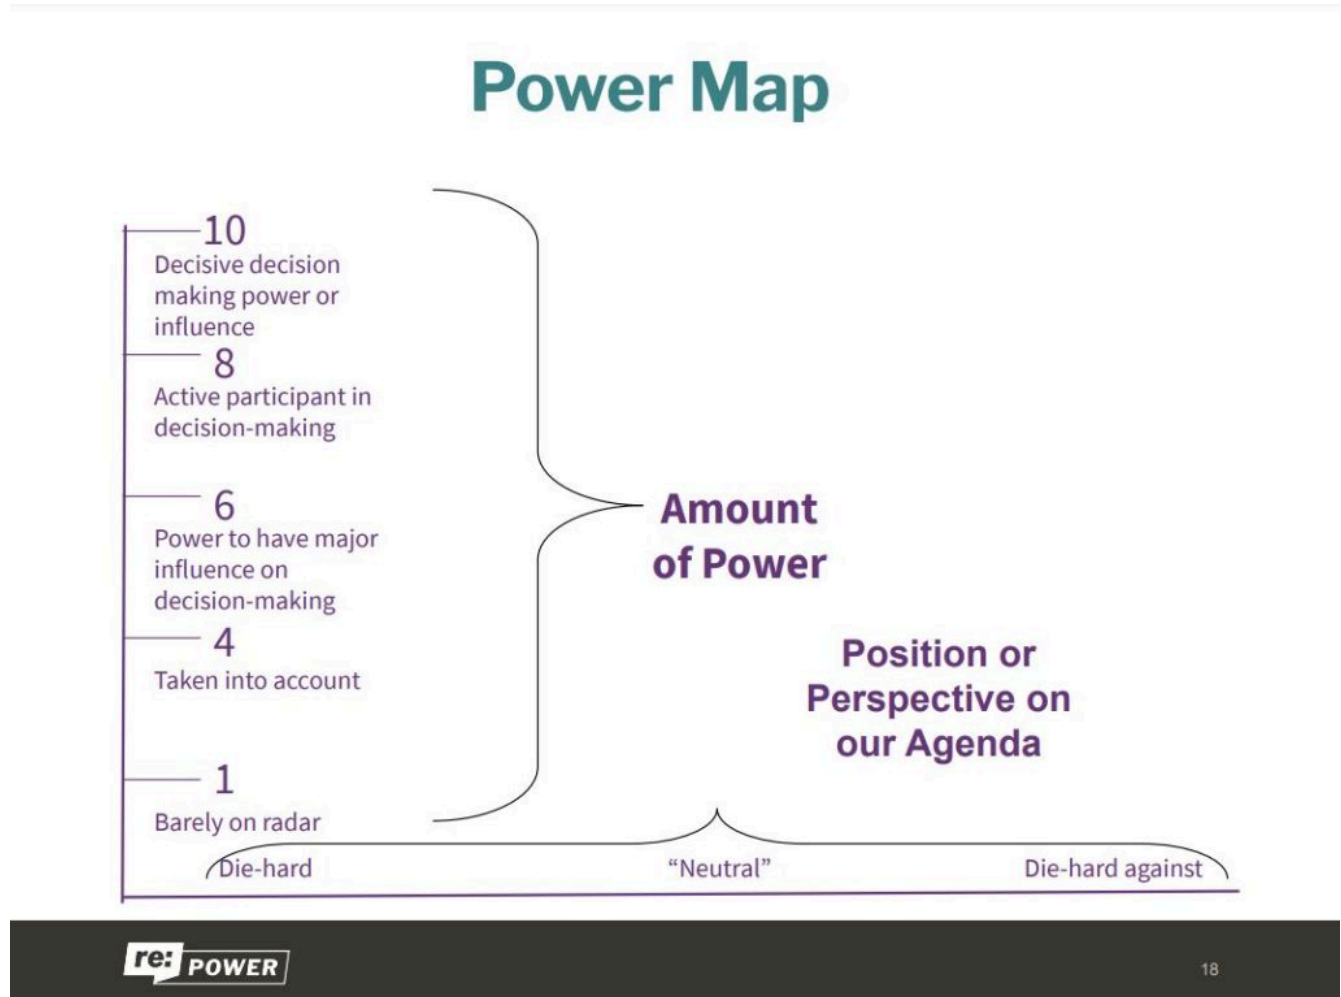 Power Map
10
Decisive decision
making power or
influence
8
Active participant in
decision-making
6
Power to have major
influence on
decision-making
4
Taken into account
1
Barely on radar
Amount
of Power
Position or
Perspective on
our Agenda
Die-hard
“Neutral”
Die-hard against
re: POWER
18